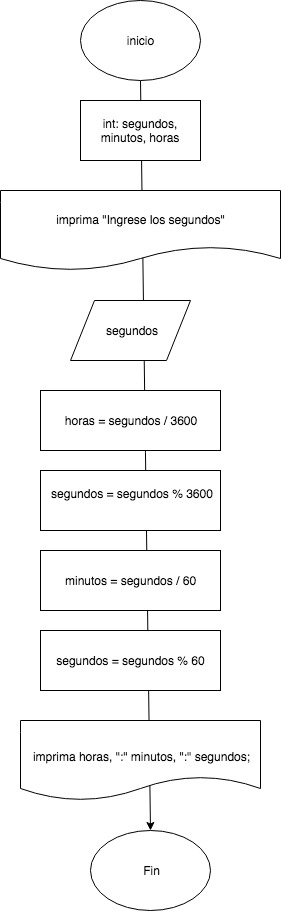 inicio
int: segundos,
minutos, horas
imprima "Ingrese los segundos"
segundos
horas = segundos / 3600
segundos = segundos % 3600
minutos = segundos / 60
segundos = segundos % 60
imprima horas, ":" minutos, ":" segundos;
Fin